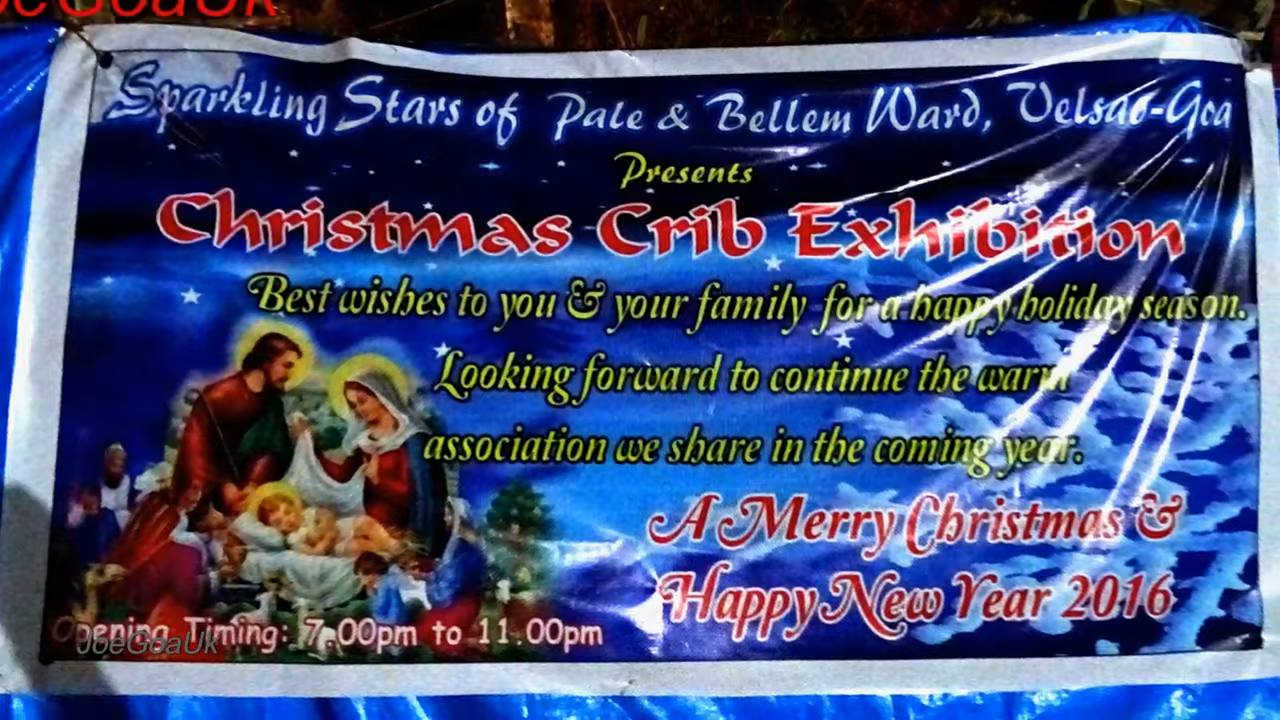 JoeGoaUk
Sparkling Stars of Pale & Bellem Ward, Velsao-Goa
Presents
Christmas Crib Exhibition
Best wishes to you & your family for a happy holiday season.
Looking forward to continue the warm
association we share in the coming year.
A Merry Christmas &
Happy New Year 2016
Opening Timing: 7.00pm to 11.00pm
JoeGoaUk